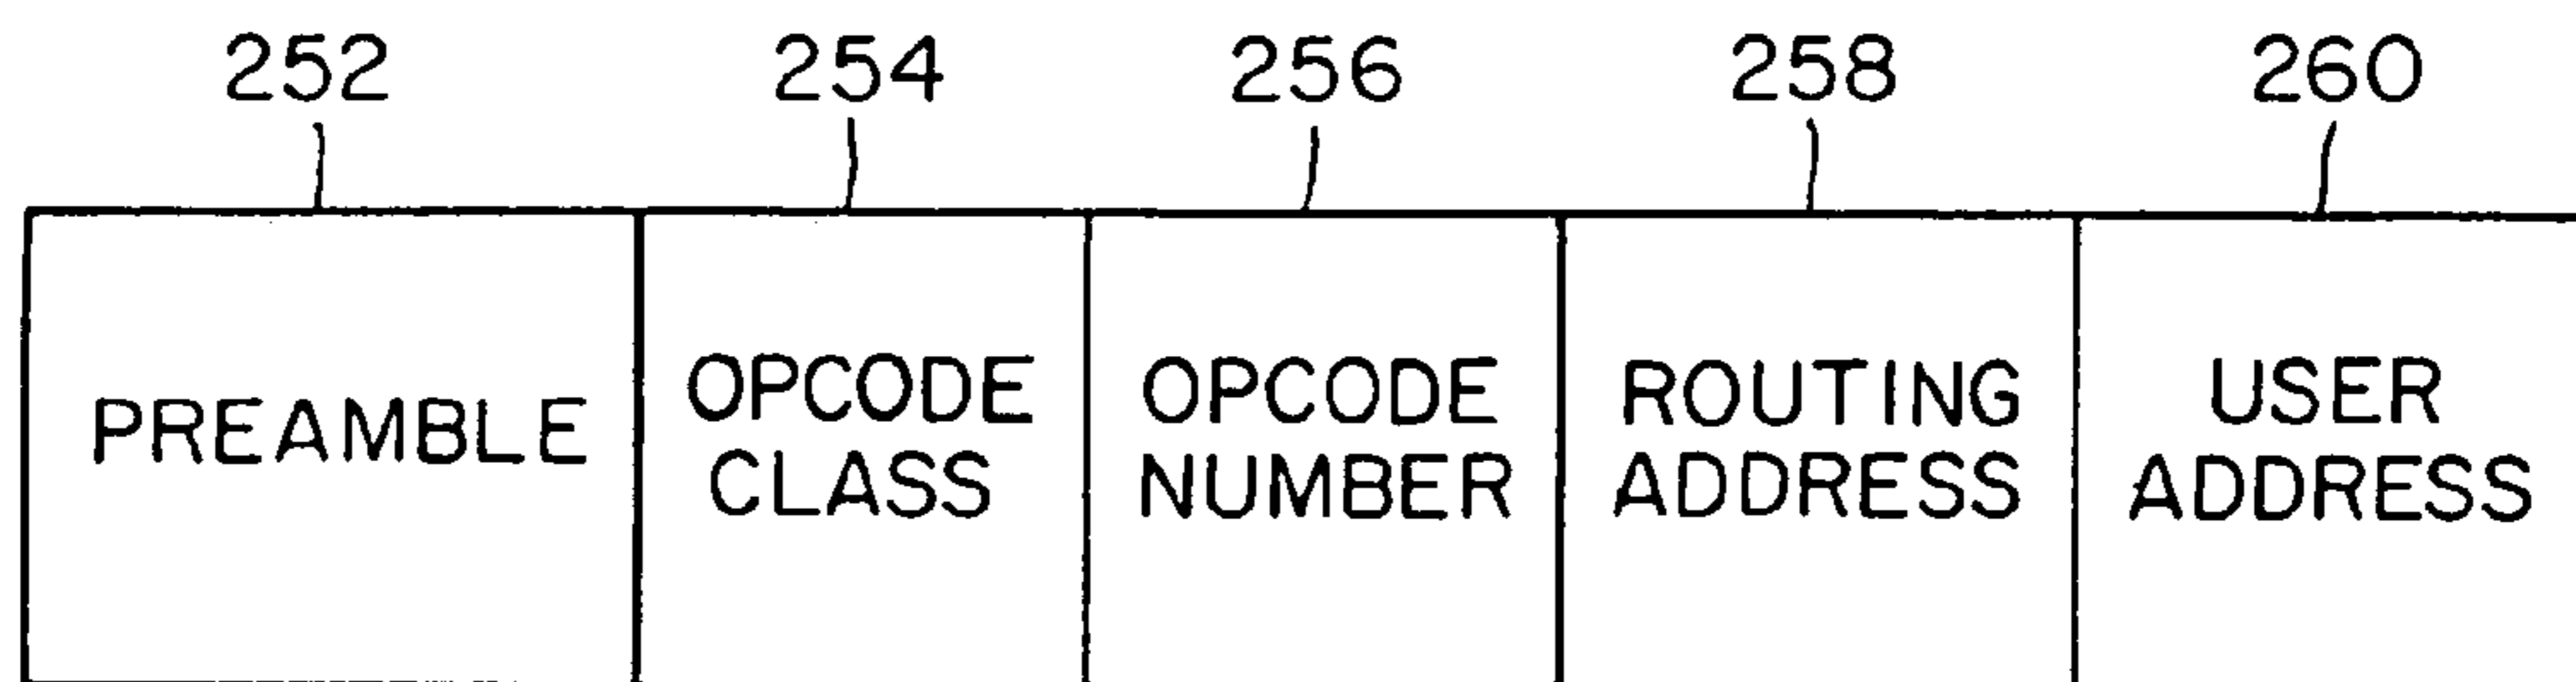 252 254 256 258 260
PREAMBLE
OPCODE
CLASS
OPCODE
NUMBER
ROUTING
ADDRESS
USER
ADDRESS